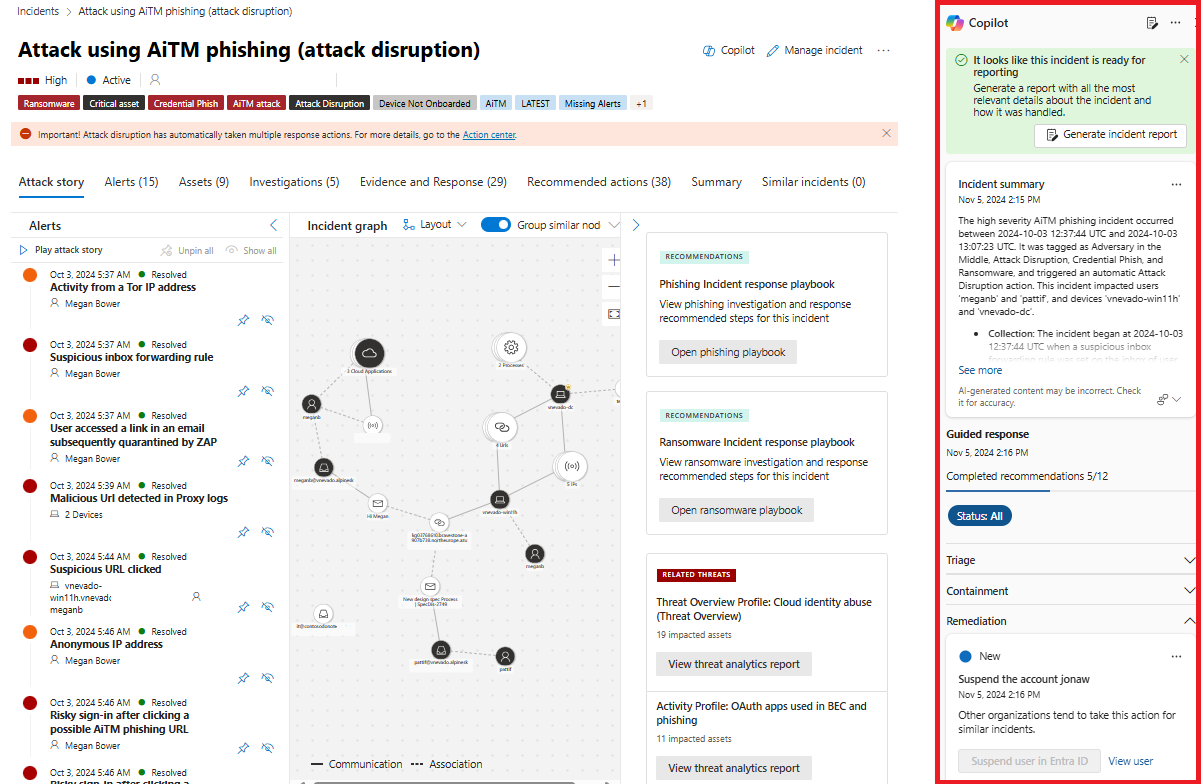 Incidents > Attack using AiTM phishing (attack disruption)
Attack using AiTM phishing (attack disruption)
Copilot
Manage incident
High
Active
Ransomware
Critical asset
Credential Phish
AiTM attack
Attack Disruption
Device Not Onboarded
AiTM
LATEST
Missing Alerts
+1
Important! Attack disruption has automatically taken multiple response actions. For more details, go to the Action center.
Attack story
Alerts (15)
Assets (9)
Investigations (5)
Evidence and Response (29)
Recommended actions (38)
Summary
Similar incidents (0)
Alerts
Play attack story
Unpin all
Show all
Oct 3, 2024 5:37 AM Resolved
Activity from a Tor IP address
Megan Bower
Oct 3, 2024 5:37 AM Resolved
Suspicious inbox forwarding rule
Megan Bower
Oct 3, 2024 5:37 AM Resolved
User accessed a link in an email
subsequently quarantined by ZAP
Megan Bower
Oct 3, 2024 5:39 AM Resolved
Malicious Url detected in Proxy logs
2 Devices
Oct 3, 2024 5:44 AM Resolved
Suspicious URL clicked
vnevado-
win11h.vnevadc
meganb
Oct 3, 2024 5:46 AM Resolved
Anonymous IP address
Megan Bower
Oct 3, 2024 5:46 AM Resolved
Risky sign-in after clicking a
possible AiTM phishing URL
Megan Bower
Oct 3, 2024 5:46 AM Resolved
Risky sign-in after clicking a
Incident graph
Layout
Group similar nod
3 Cloud Applications
2 Processes
meganb
vnevado-dc
4 Urls
meganb@vnevado.alpinesk
5 IPs
Hi Megan
vnevado-win11h
meganb
New design spec Process
| SpecDs-2749
pattif@vnevado.alpinesk
pattif
Communication
Association
RECOMMENDATIONS
Phishing Incident response playbook
View phishing investigation and response
recommended steps for this incident
Open phishing playbook
RECOMMENDATIONS
Ransomware Incident response playbook
View ransomware investigation and response
recommended steps for this incident
Open ransomware playbook
RELATED THREATS
Threat Overview Profile: Cloud identity abuse
(Threat Overview)
19 impacted assets
View threat analytics report
Activity Profile: OAuth apps used in BEC and
phishing
11 impacted assets
View threat analytics report
Copilot
It looks like this incident is ready for
reporting
Generate a report with all the most
relevant details about the incident and
how it was handled.
Generate incident report
Incident summary
Nov 5, 2024 2:15 PM
The high severity AiTM phishing incident occurred
between 2024-10-03 12:37:44 UTC and 2024-10-03
13:07:23 UTC. It was tagged as Adversary in the
Middle, Attack Disruption, Credential Phish, and
Ransomware, and triggered an automatic Attack
Disruption action. This incident impacted users
'meganb' and 'pattif', and devices 'vnevado-win11h'
and 'vnevado-dc'.
• Collection: The incident began at 2024-10-03
12:37:44 UTC when a suspicious inbox
forwarding rule was set on the inbox of user
See more
AI-generated content may be incorrect. Check
it for accuracy.
Guided response
Nov 5, 2024 2:16 PM
Completed recommendations 5/12
Status: All
Triage
Containment
Remediation
New
Suspend the account jonaw
Nov 5, 2024 2:16 PM
Other organizations tend to take this action for
similar incidents.
Suspend user in Entra ID
View user